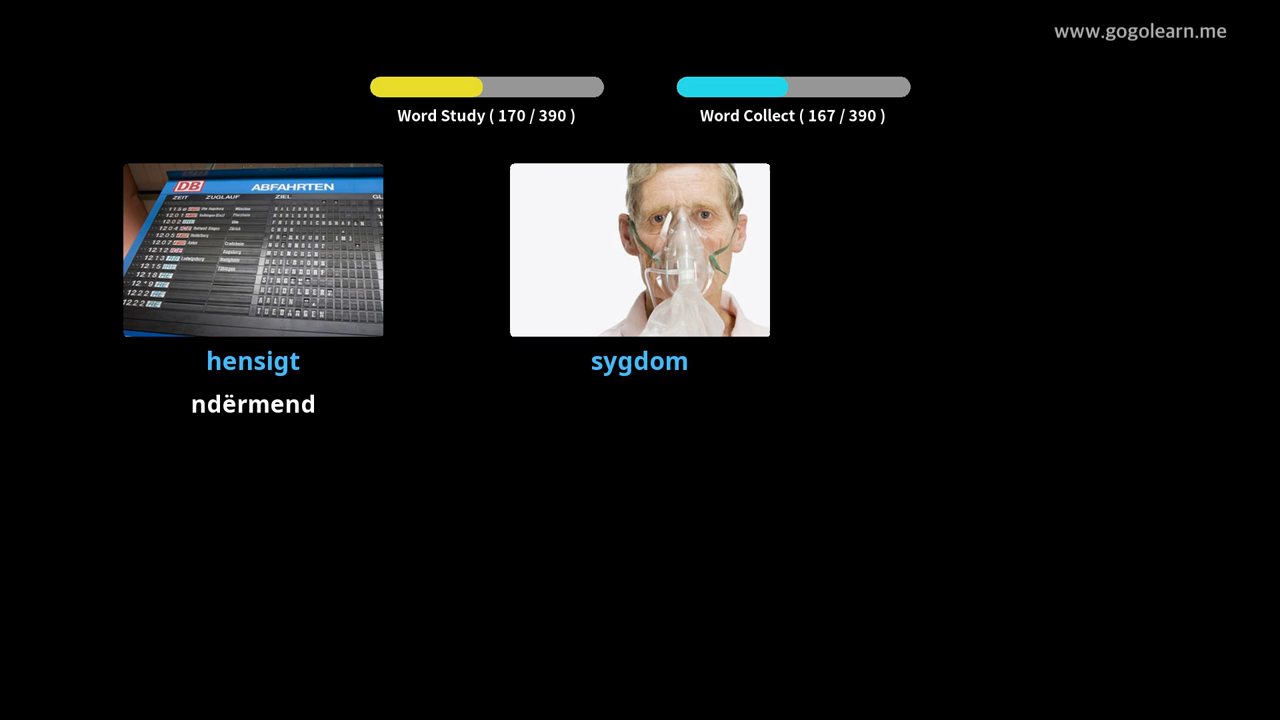 www.gogolearn.me
Word Study ( 170 / 390 )
Word Collect ( 167 / 390 )
DB ABFAHRTEN
ZEIT ZUGLAUF ZIEL
hensigt
sygdom
ndërmend